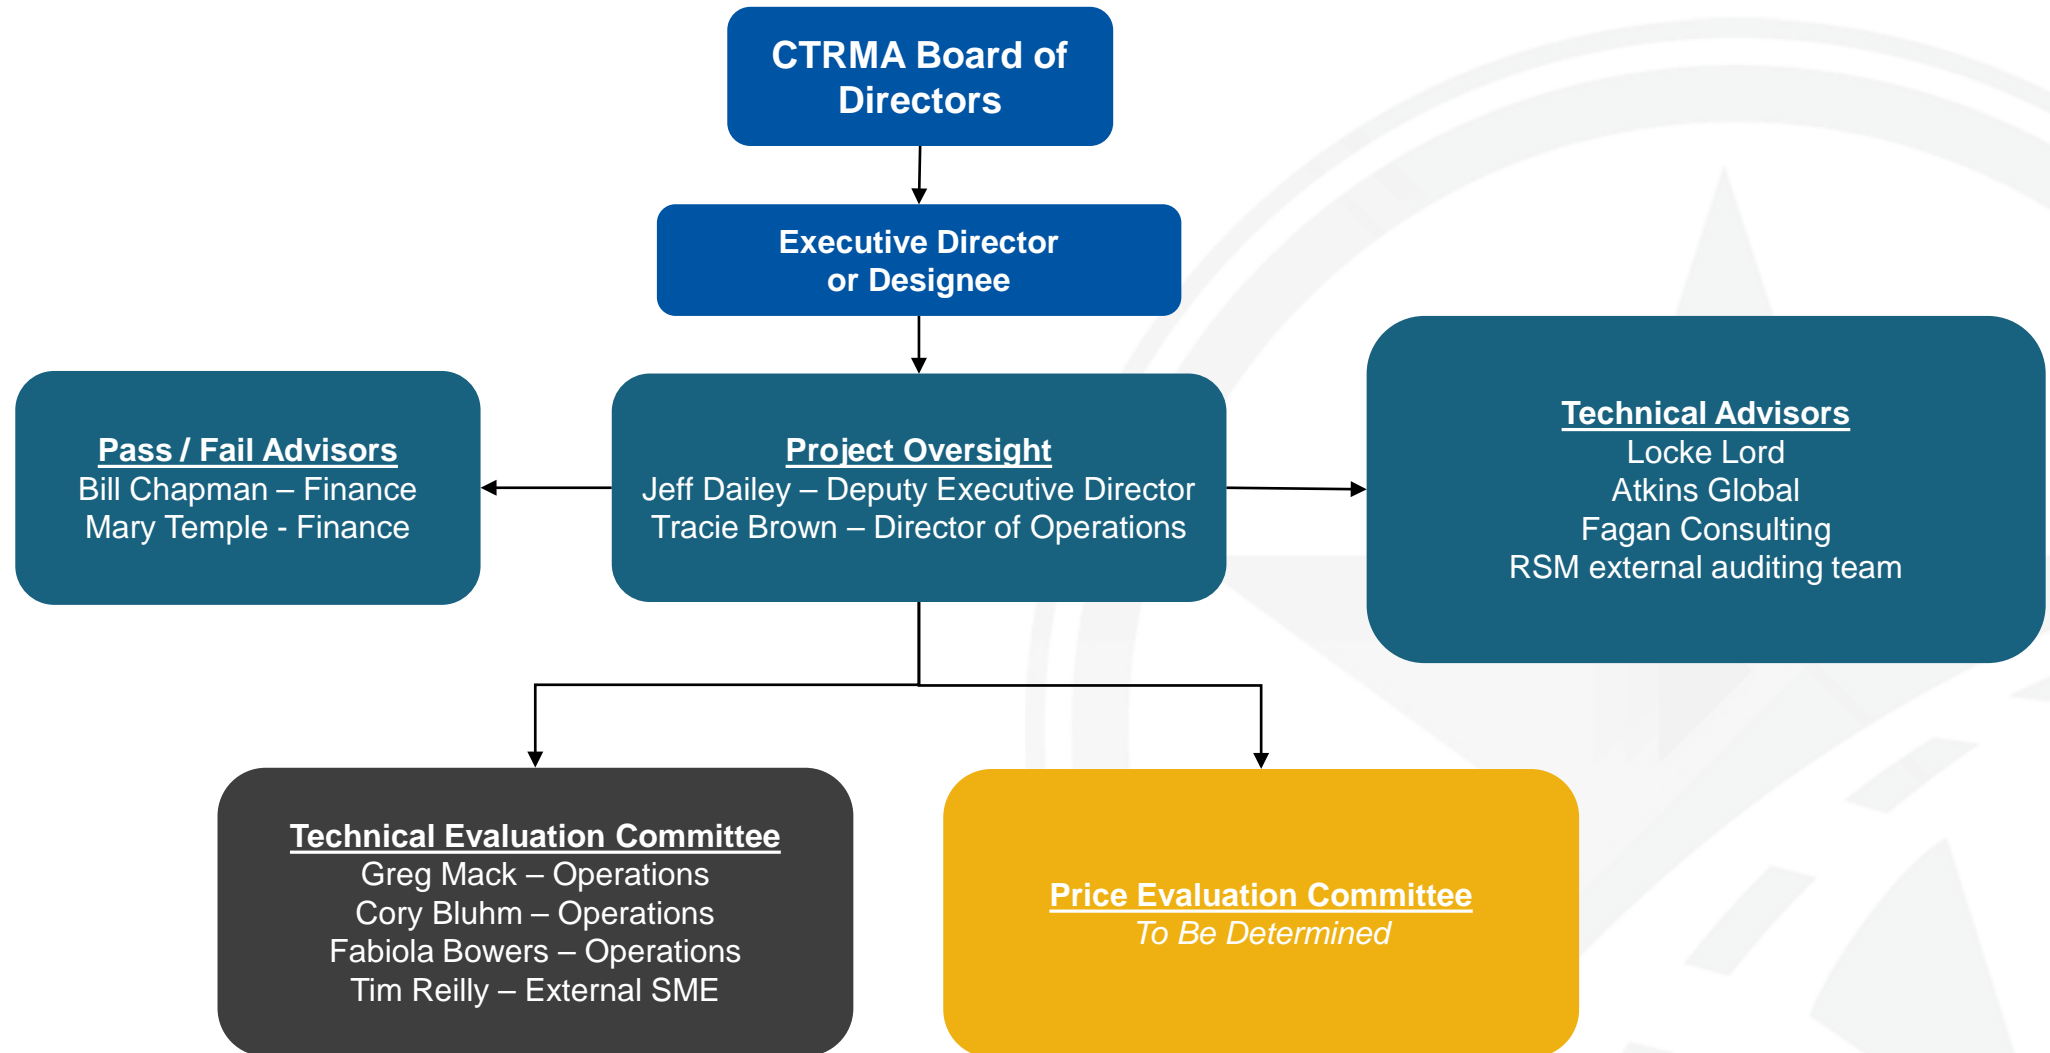 CTRMA Board of
Directors
Executive Director
or Designee
Pass / Fail Advisors
Bill Chapman – Finance
Mary Temple - Finance
Project Oversight
Jeff Dailey – Deputy Executive Director
Tracie Brown – Director of Operations
Technical Advisors
Locke Lord
Atkins Global
Fagan Consulting
RSM external auditing team
Technical Evaluation Committee
Greg Mack – Operations
Cory Bluhm – Operations
Fabiola Bowers – Operations
Tim Reilly – External SME
Price Evaluation Committee
To Be Determined